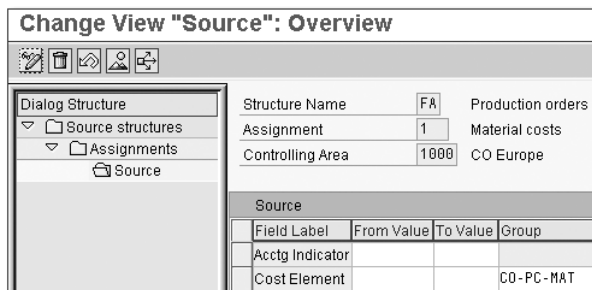 Change View "Source": Overview
Dialog Structure
Source structures
Assignments
Source
Structure Name FA Production orders
Assignment 1 Material costs
Controlling Area 1000 CO Europe
Source
Field Label From Value To Value Group
Acctg Indicator
Cost Element CO-PC-MAT